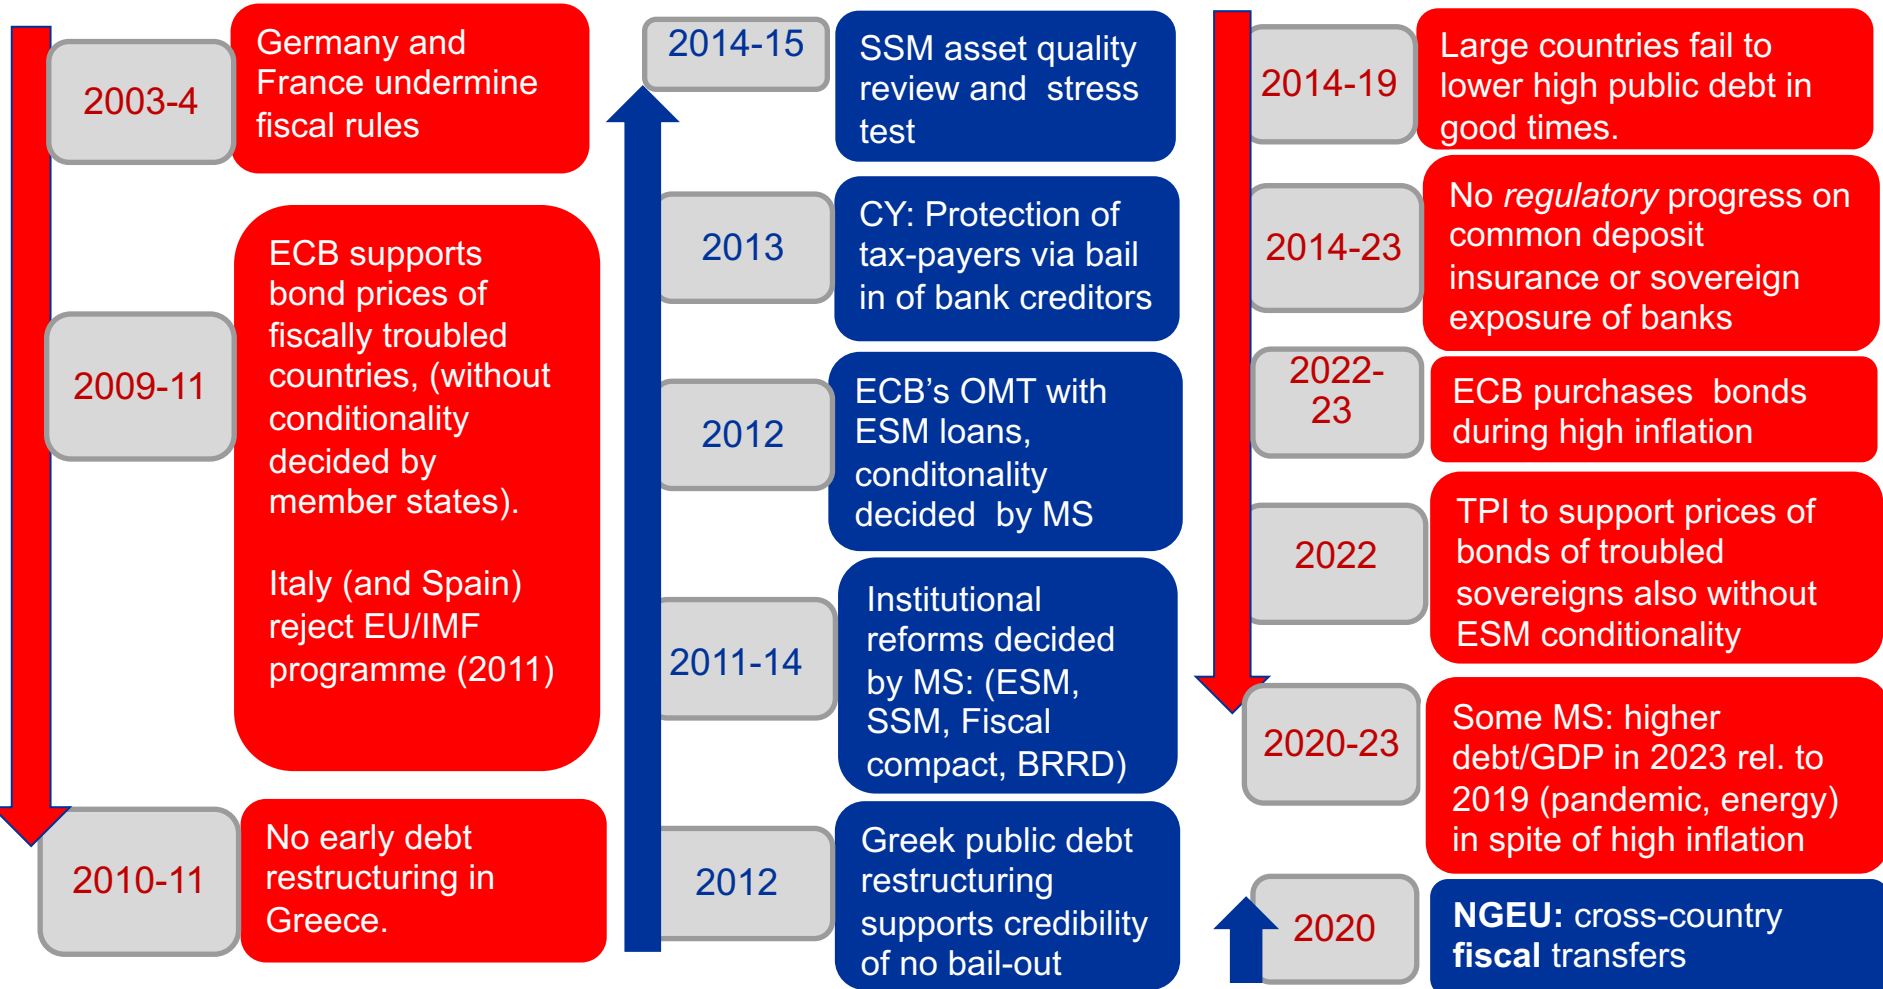 2003-4
Germany and
France undermine
fiscal rules
2009-11
ECB supports
bond prices of
fiscally troubled
countries, (without
conditionality
decided by
member states).
Italy (and Spain)
reject EU/IMF
programme (2011)
2010-11
No early debt
restructuring in
Greece.
2014-15
SSM asset quality
review and stress
test
2013
CY: Protection of
tax-payers via bail
in of bank creditors
2012
ECB's OMT with
ESM loans,
conditonality
decided by MS
2011-14
Institutional
reforms decided
by MS: (ESM,
SSM, Fiscal
compact, BRRD)
2012
Greek public debt
restructuring
supports credibility
of no bail-out
2014-19
Large countries fail to
lower high public debt in
good times.
2014-23
No regulatory progress on
common deposit
insurance or sovereign
exposure of banks
2022-
23
ECB purchases bonds
during high inflation
2022
TPI to support prices of
bonds of troubled
sovereigns also without
ESM conditionality
2020-23
Some MS: higher
debt/GDP in 2023 rel. to
2019 (pandemic, energy)
in spite of high inflation
2020
NGEU: cross-country
fiscal transfers